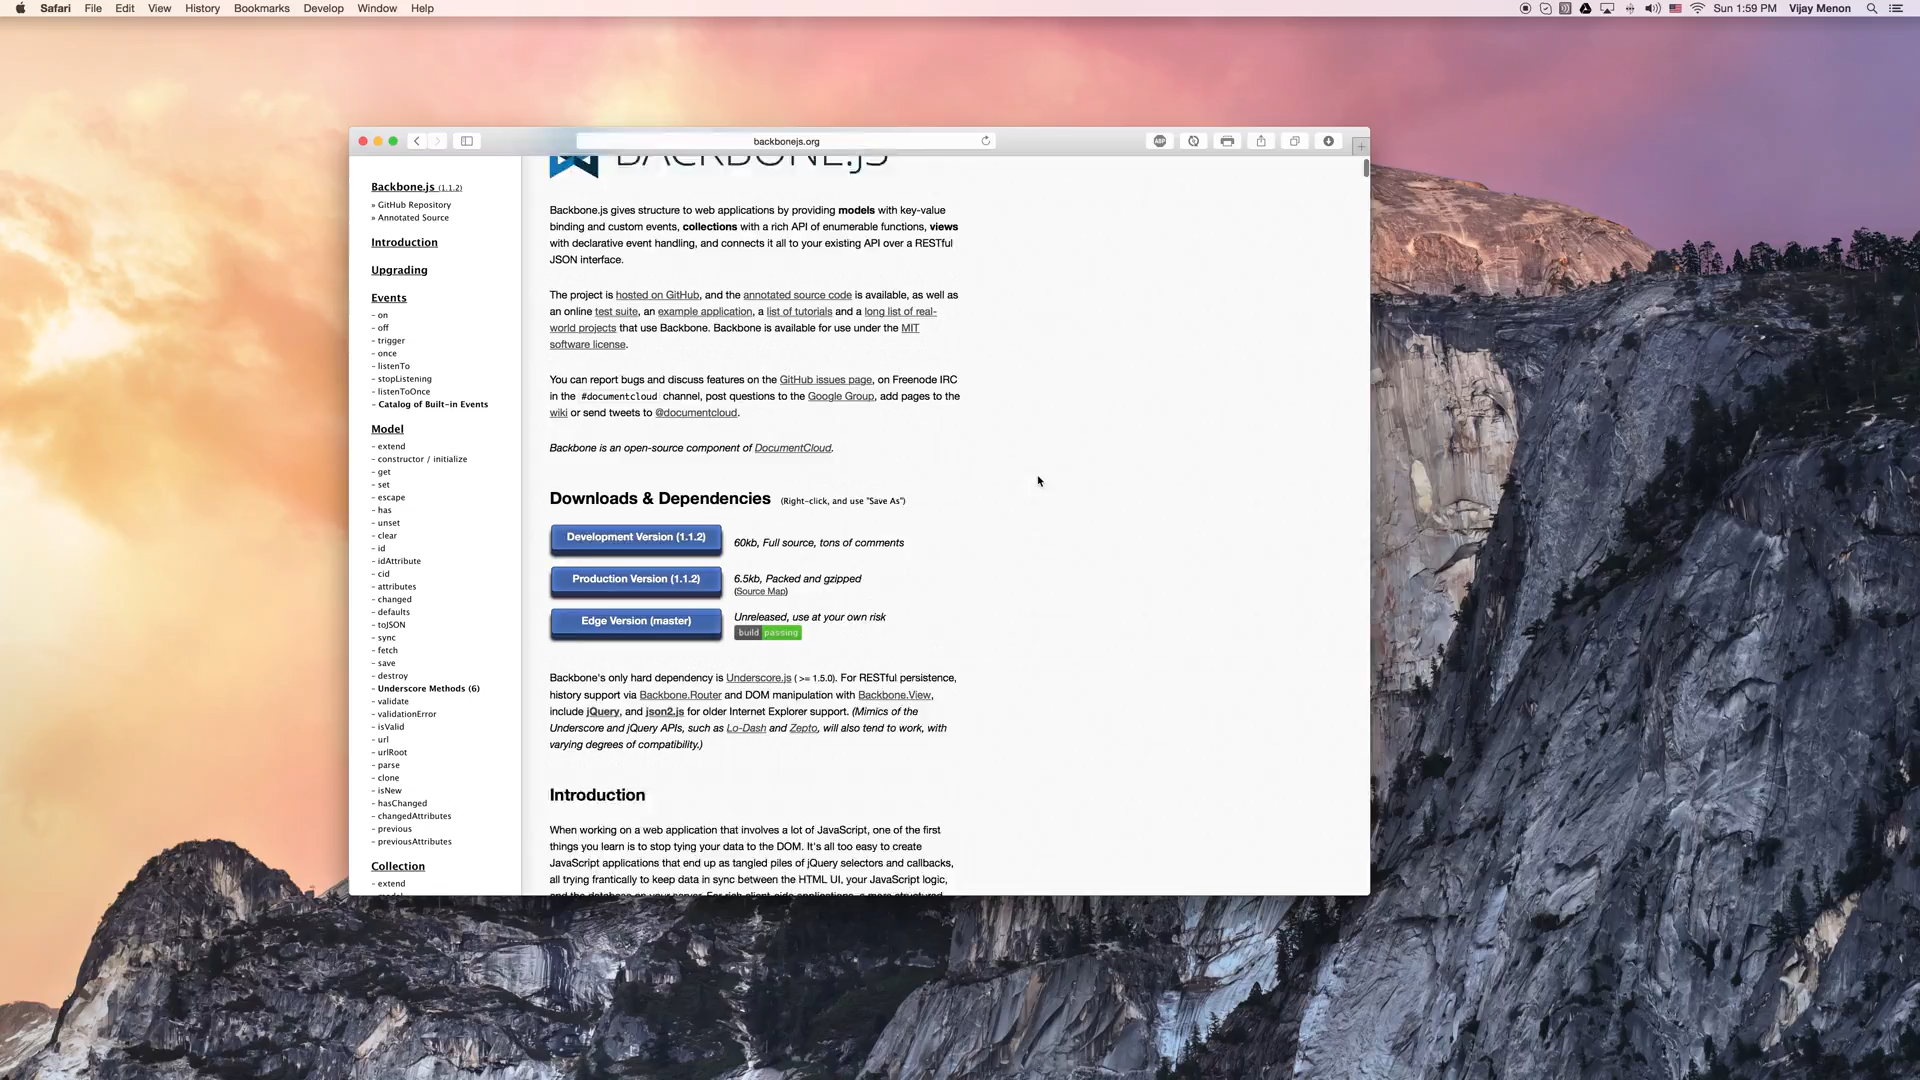 Safari File Edit View History Bookmarks Develop Window Help
Sun 1:59 PM Vijay Menon
backbonejs.org
Backbone.js (1.1.2)
» GitHub Repository
» Annotated Source
Introduction
Upgrading
Events
- on
- off
- trigger
- once
- listenTo
- stopListening
- listenToOnce
- Catalog of Built-in Events
Model
- extend
- constructor / initialize
- get
- set
- escape
- has
- unset
- clear
- id
- idAttribute
- cid
- attributes
- changed
- defaults
- toJSON
- sync
- fetch
- save
- destroy
- Underscore Methods (6)
- validate
- validationError
- isValid
- url
- urlRoot
- parse
- clone
- isNew
- hasChanged
- changedAttributes
- previous
- previousAttributes
Collection
- extend
BACKBONE.JS
Backbone.js gives structure to web applications by providing models with key-value
binding and custom events, collections with a rich API of enumerable functions, views
with declarative event handling, and connects it all to your existing API over a RESTful
JSON interface.
The project is hosted on GitHub, and the annotated source code is available, as well as
an online test suite, an example application, a list of tutorials and a long list of real-
world projects that use Backbone. Backbone is available for use under the MIT
software license.
You can report bugs and discuss features on the GitHub issues page, on Freenode IRC
in the #documentcloud channel, post questions to the Google Group, add pages to the
wiki or send tweets to @documentcloud.
Backbone is an open-source component of DocumentCloud.
Downloads & Dependencies (Right-click, and use "Save As")
Development Version (1.1.2) 60kb, Full source, tons of comments
Production Version (1.1.2) 6.5kb, Packed and gzipped
(Source Map)
Edge Version (master) Unreleased, use at your own risk
build passing
Backbone's only hard dependency is Underscore.js ( >= 1.5.0). For RESTful persistence,
history support via Backbone.Router and DOM manipulation with Backbone.View,
include jQuery, and json2.js for older Internet Explorer support. (Mimics of the
Underscore and jQuery APIs, such as Lo-Dash and Zepto, will also tend to work, with
varying degrees of compatibility.)
Introduction
When working on a web application that involves a lot of JavaScript, one of the first
things you learn is to stop tying your data to the DOM. It's all too easy to create
JavaScript applications that end up as tangled piles of jQuery selectors and callbacks,
all trying frantically to keep data in sync between the HTML UI, your JavaScript logic,
and the database on your server. For rich client-side applications, a more structured